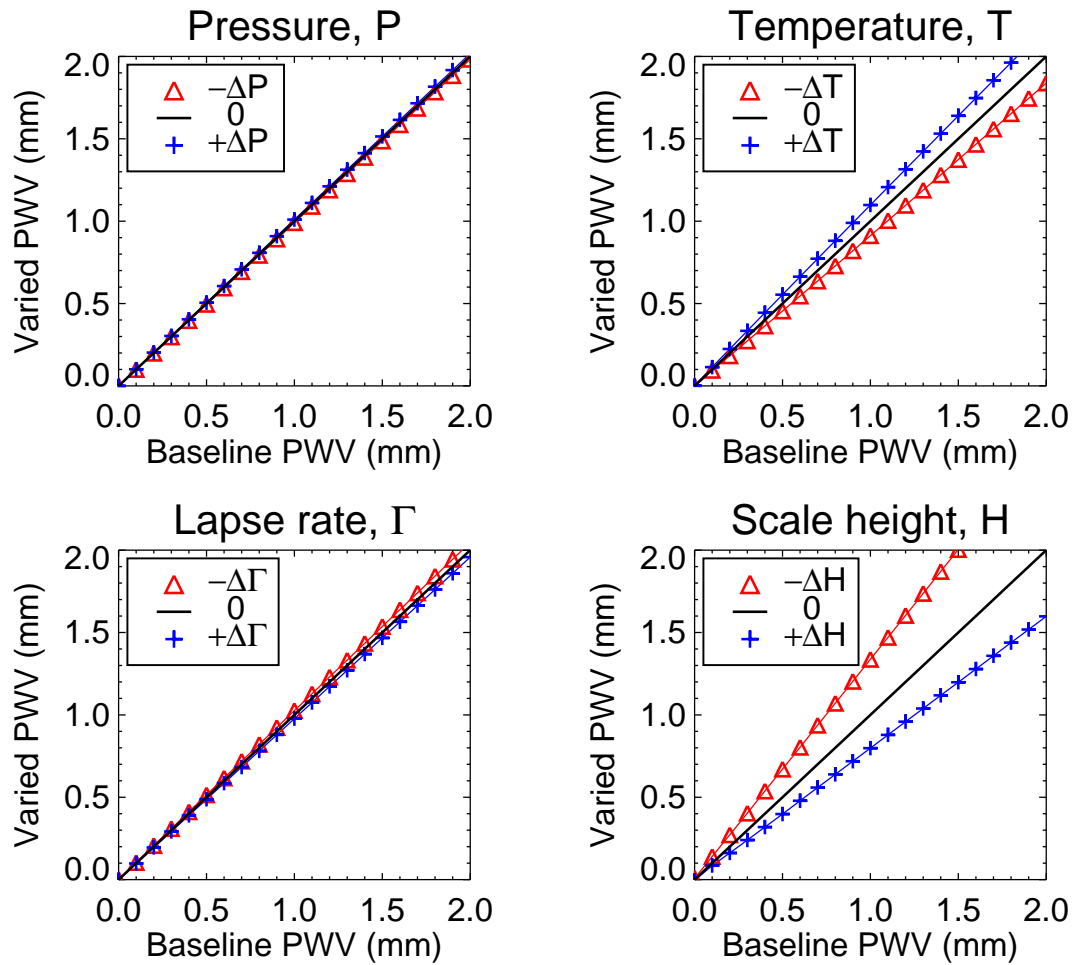 Pressure, P
−ΔP
0
+ΔP
2.0
1.5
1.0
0.5
0.0
Varied PWV (mm)
0.0 0.5 1.0 1.5 2.0
Baseline PWV (mm)
Temperature, T
−ΔT
0
+ΔT
2.0
1.5
1.0
0.5
0.0
Varied PWV (mm)
0.0 0.5 1.0 1.5 2.0
Baseline PWV (mm)
Lapse rate, Γ
−ΔΓ
0
+ΔΓ
2.0
1.5
1.0
0.5
0.0
Varied PWV (mm)
0.0 0.5 1.0 1.5 2.0
Baseline PWV (mm)
Scale height, H
−ΔH
0
+ΔH
2.0
1.5
1.0
0.5
0.0
Varied PWV (mm)
0.0 0.5 1.0 1.5 2.0
Baseline PWV (mm)